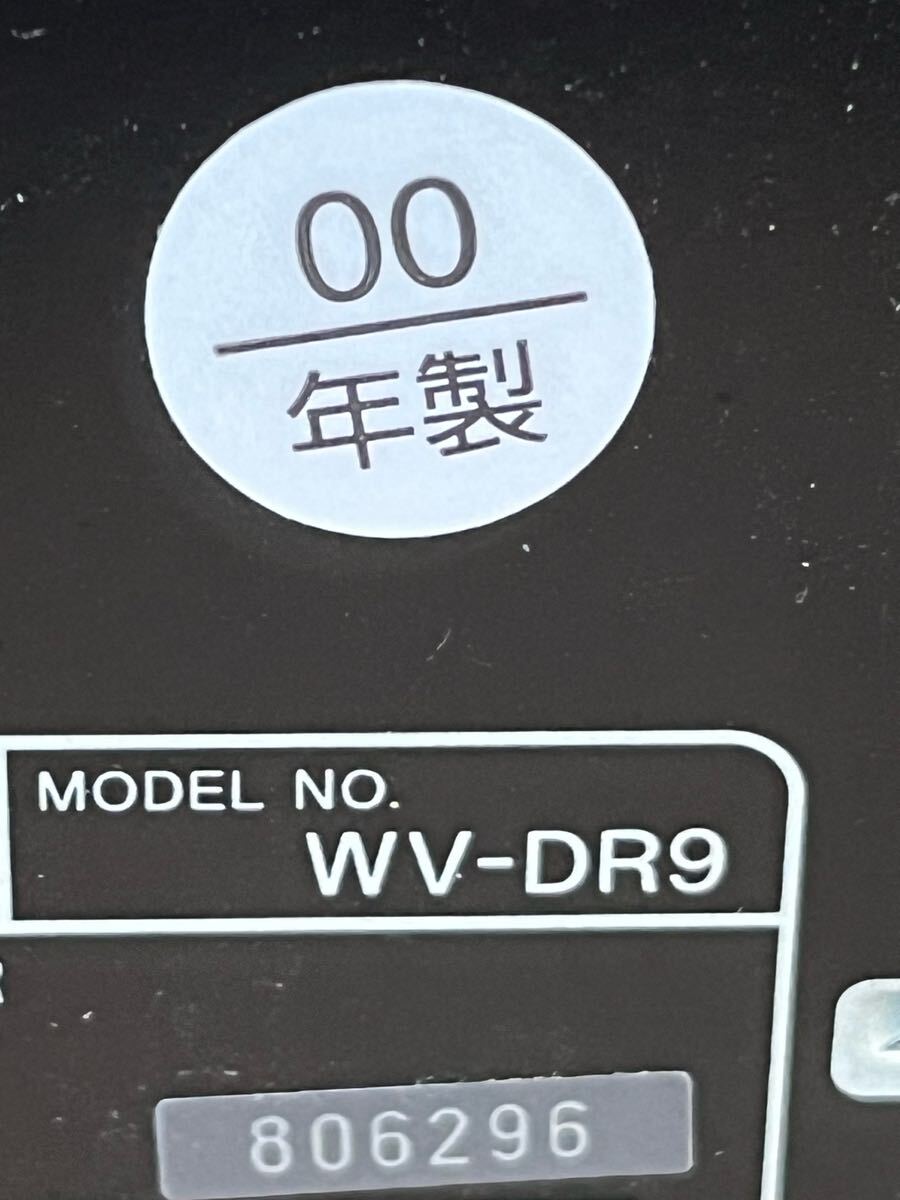 00
年製
MODEL NO.
WV-DR9
R
806296